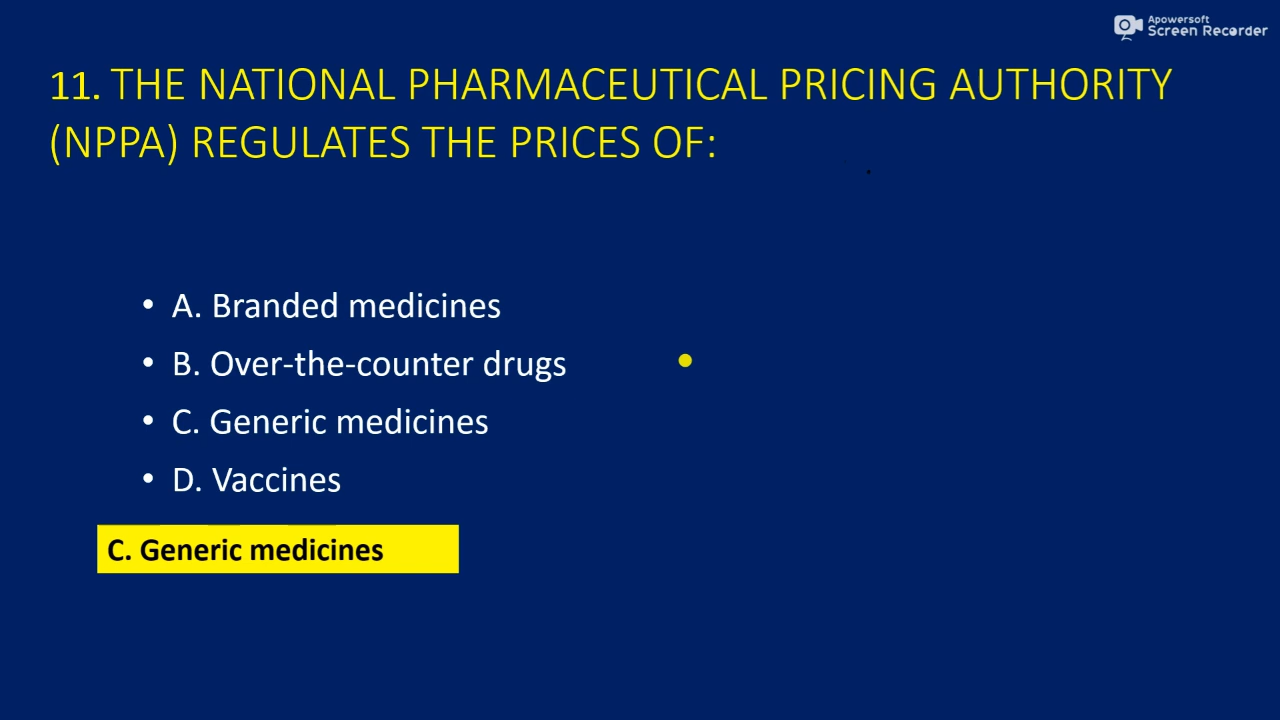 Apowersoft
Screen Recorder
11. THE NATIONAL PHARMACEUTICAL PRICING AUTHORITY
(NPPA) REGULATES THE PRICES OF:
• A. Branded medicines
• B. Over-the-counter drugs
• C. Generic medicines
• D. Vaccines
C. Generic medicines